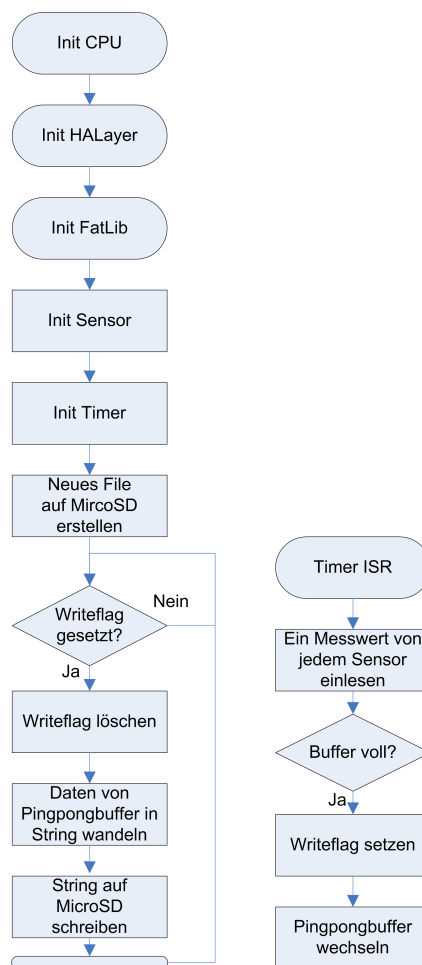 Init CPU
Init HALayer
Init FatLib
Init Sensor
Init Timer
Neues File
auf MircoSD
erstellen
Writeflag
gesetzt?
Nein
Ja
Writeflag löschen
Daten von
Pingpongbuffer in
String wandeln
String auf
MicroSD
schreiben
Timer ISR
Ein Messwert von
jedem Sensor
einlesen
Buffer voll?
Ja
Writeflag setzen
Pingpongbuffer
wechseln